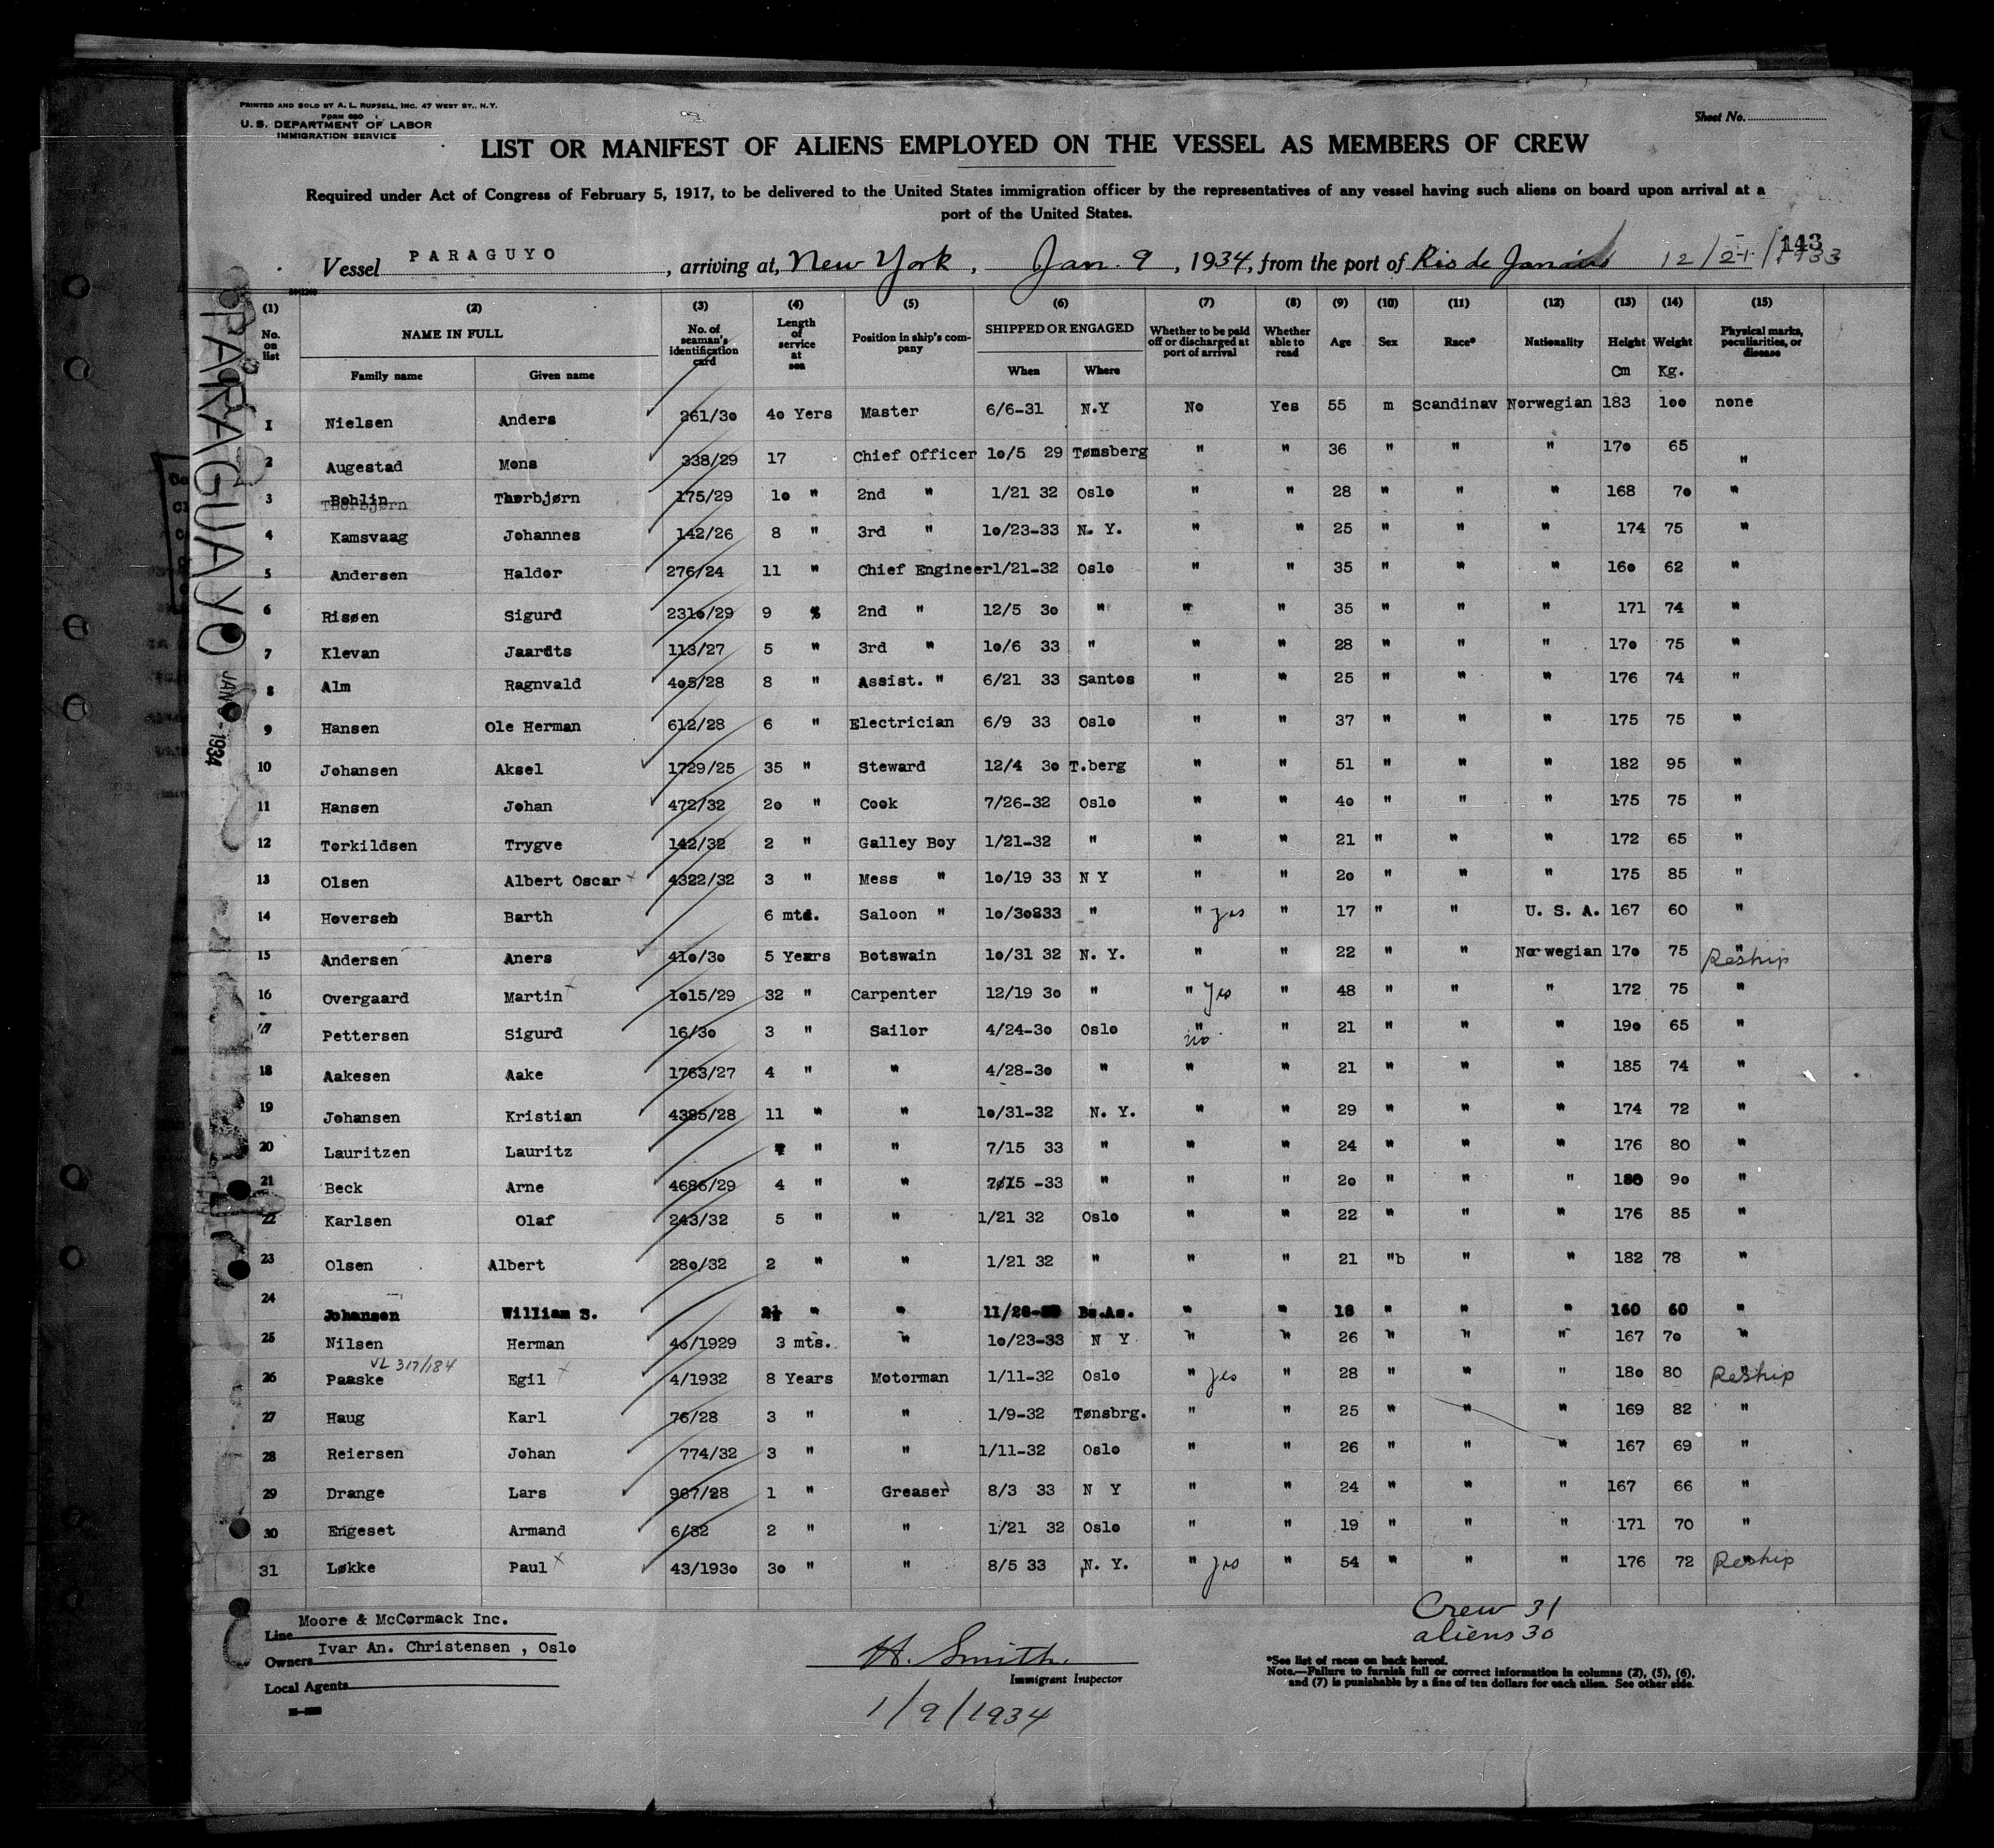 PRINTED AND SOLD BY A. L. RUSSELL, INC. 47 WEST ST., N.Y.
FORM 680
U. S. DEPARTMENT OF LABOR
IMMIGRATION SERVICE
Sheet No.
LIST OR MANIFEST OF ALIENS EMPLOYED ON THE VESSEL AS MEMBERS OF CREW
Required under Act of Congress of February 5, 1917, to be delivered to the United States immigration officer by the representatives of any vessel having such aliens on board upon arrival at a
port of the United States.
143
Vessel PARAGUYO, arriving at, New York, Jan. 9, 1934, from the port of Rio de Janairo 12/21/1933
(1) (2) (3) (4) (5) (6) (7) (8) (9) (10) (11) (12) (13) (14) (15)
No. on list NAME IN FULL No. of seaman's identification card Length of service at sea Position in ship's company SHIPPED OR ENGAGED Whether to be paid off or discharged at port of arrival Whether able to read Age Sex Race* Nationality Height Weight Physical marks, peculiarities, or disease
Family name Given name When Where Cm Kg.
1 Nielsen Anders 261/30 40 Yers Master 6/6-31 N.Y No Yes 55 m Scandinav Norwegian 183 100 none
2 Augestad Mons 338/29 17 Chief Officer 10/5 29 Tømsberg " " 36 " " " 170 65 "
3 Bohlin Thorbjørn 175/29 10 " 2nd " 1/21 32 Oslo " " 28 " " " 168 70 "
Thorbjørn
4 Kamsvaag Johannes 142/26 8 " 3rd " 10/23-33 N. Y. " " 25 " " " 174 75 "
5 Andersen Haldor 276/24 11 " Chief Engineer 1/21-32 Oslo " " 35 " " " 160 62 "
6 Risøen Sigurd 2310/29 9 " 2nd " 12/5 30 " " " 35 " " " 171 74 "
7 Klevan Jaardts 113/27 5 " 3rd " 10/6 33 " " " 28 " " " 170 75 "
8 Alm Ragnvald 405/28 8 " Assist. " 6/21 33 Santos " " 25 " " " 176 74 "
9 Hansen Ole Herman 612/28 6 " Electrician 6/9 33 Oslo " " 37 " " " 175 75 "
10 Johansen Aksel 1729/25 35 " Steward 12/4 30 T.berg " " 51 " " " 182 95 "
11 Hansen Johan 472/32 20 " Cook 7/26-32 Oslo " " 40 " " " 175 75 "
12 Torkildsen Trygve 142/32 2 " Galley Boy 1/21-32 " " " 21 " " " 172 65 "
13 Olsen Albert Oscar 4322/32 3 " Mess " 10/19 33 N Y " " 20 " " " 175 85 "
14 Hoverseh Barth 6 mts. Saloon " 10/30833 " " yes " 17 " " U. S. A. 167 60 "
15 Andersen Aners 410/30 5 Years Botswain 10/31 32 N. Y. " " 22 " " Norwegian 170 75 " Reship
16 Overgaard Martin 1015/29 32 " Carpenter 12/19 30 " " Yes " 48 " " " 172 75 "
17 Pettersen Sigurd 16/30 3 " Sailor 4/24-30 Oslo " no " 21 " " " 190 65 "
18 Aakesen Aake 1763/27 4 " " 4/28-30 " " " 21 " " " 185 74 "
19 Johansen Kristian 4385/28 11 " " 10/31-32 N. Y. " " 29 " " " 174 72 "
20 Lauritzen Lauritz " " 7/15 33 " " " 24 " " " 176 80 "
21 Beck Arne 4686/29 4 " " 7/15 -33 " " " 20 " " " 180 90 "
22 Karlsen Olaf 243/32 5 " " 1/21 32 Oslo " " 22 " " " 176 85 "
23 Olsen Albert 280/32 2 " " 1/21 32 " " " 21 "b " " 182 78 "
24 Johansen William S. " " Bs.As. " " 18 " " " 160 60 "
25 Nilsen Herman 40/1929 3 mts. " 10/23-33 N Y " " 26 " " " 167 70 "
VL 317/184
26 Paaske Egil 4/1932 8 Years Motorman 1/11-32 Oslo " yes " 28 " " " 180 80 Reship
27 Haug Karl 76/28 3 " " 1/9-32 Tønsbrg. " " 25 " " " 169 82 "
28 Reiersen Johan 774/32 3 " " 1/11-32 Oslo " " 26 " " " 167 69 "
29 Drange Lars 967/28 1 " Greaser 8/3 33 N Y " " 24 " " " 167 66 "
30 Engeset Armand 6/32 2 " " 1/21 32 Oslo " " 19 " " " 171 70 "
31 Løkke Paul 43/1930 30 " " 8/5 33 N. Y. " yes " 54 " " " 176 72 Reship
Crew 31
aliens 30
Line Moore & McCormack Inc.
Owners Ivar An. Christensen , Oslo
Local Agents
H. Smith
Immigrant Inspector
1/9/1934
*See list of races on back hereof.
Note.—Failure to furnish full or correct information in columns (2), (5), (6),
and (7) is punishable by a fine of ten dollars for each alien. See other side.
PARAGUAYO
JAN 9 - 1934